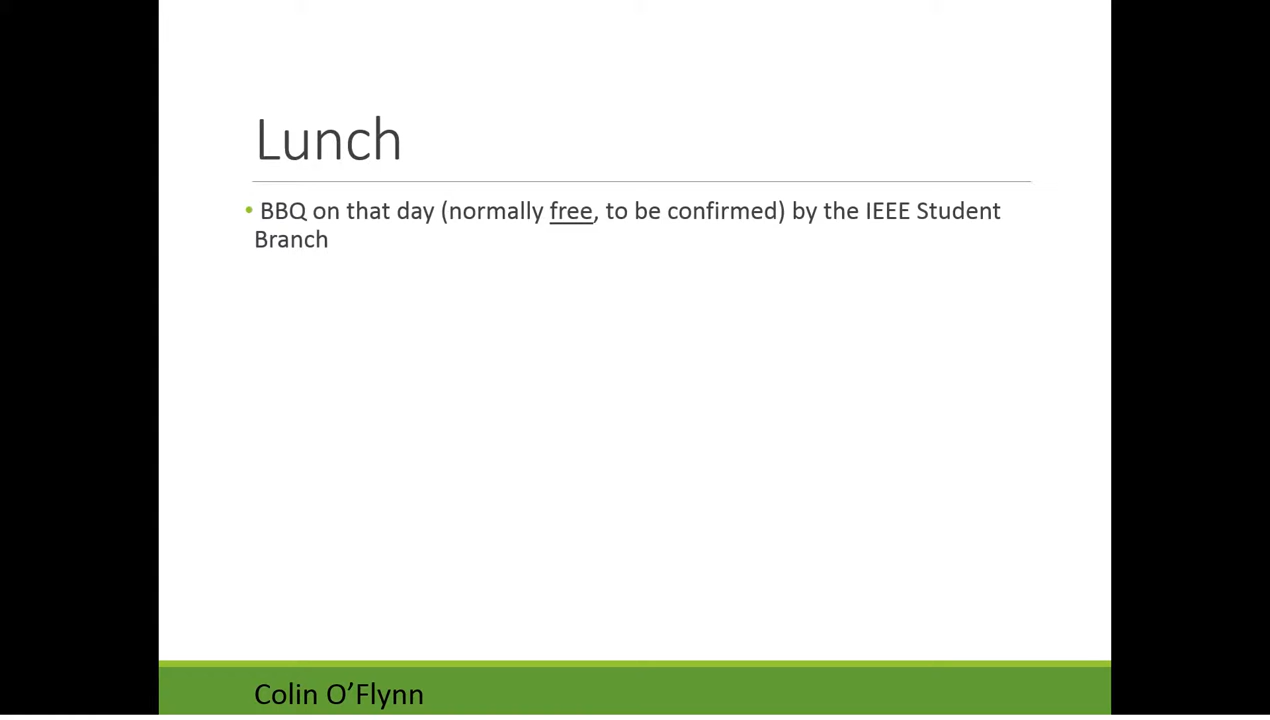 Lunch
• BBQ on that day (normally free, to be confirmed) by the IEEE Student
Branch
Colin O’Flynn